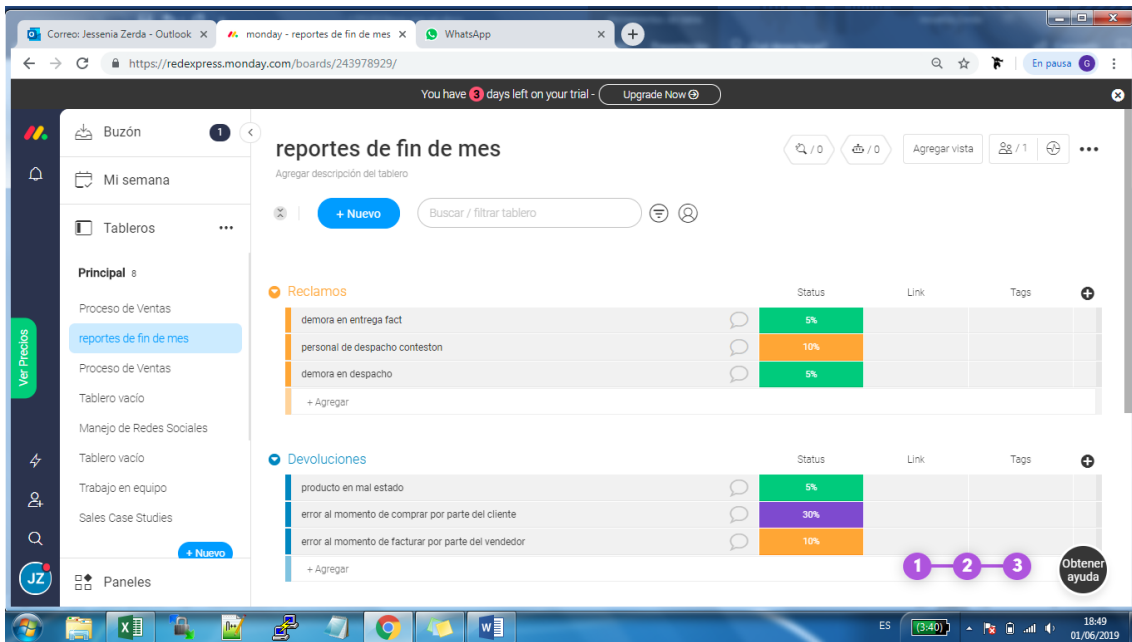 Correo: Jessenia Zerda - Outlook
monday - reportes de fin de mes
WhatsApp
https://redexpress.monday.com/boards/243978929/
En pausa G
You have 3 days left on your trial - Upgrade Now
Buzón 1
Mi semana
Tableros
Principal 8
Proceso de Ventas
reportes de fin de mes
Proceso de Ventas
Tablero vacío
Manejo de Redes Sociales
Tablero vacío
Trabajo en equipo
Sales Case Studies
+ Nuevo
Paneles
Ver Precios
JZ
reportes de fin de mes
/ 0
/ 0
Agregar vista
/ 1
Agregar descripción del tablero
+ Nuevo
Buscar / filtrar tablero
Reclamos Status Link Tags
demora en entrega fact 5%
personal de despacho conteston 10%
demora en despacho 5%
+ Agregar
Devoluciones Status Link Tags
producto en mal estado 5%
error al momento de comprar por parte del cliente 30%
error al momento de facturar por parte del vendedor 10%
+ Agregar
1 2 3
Obtener
ayuda
ES (3:40) 18:49
01/06/2019